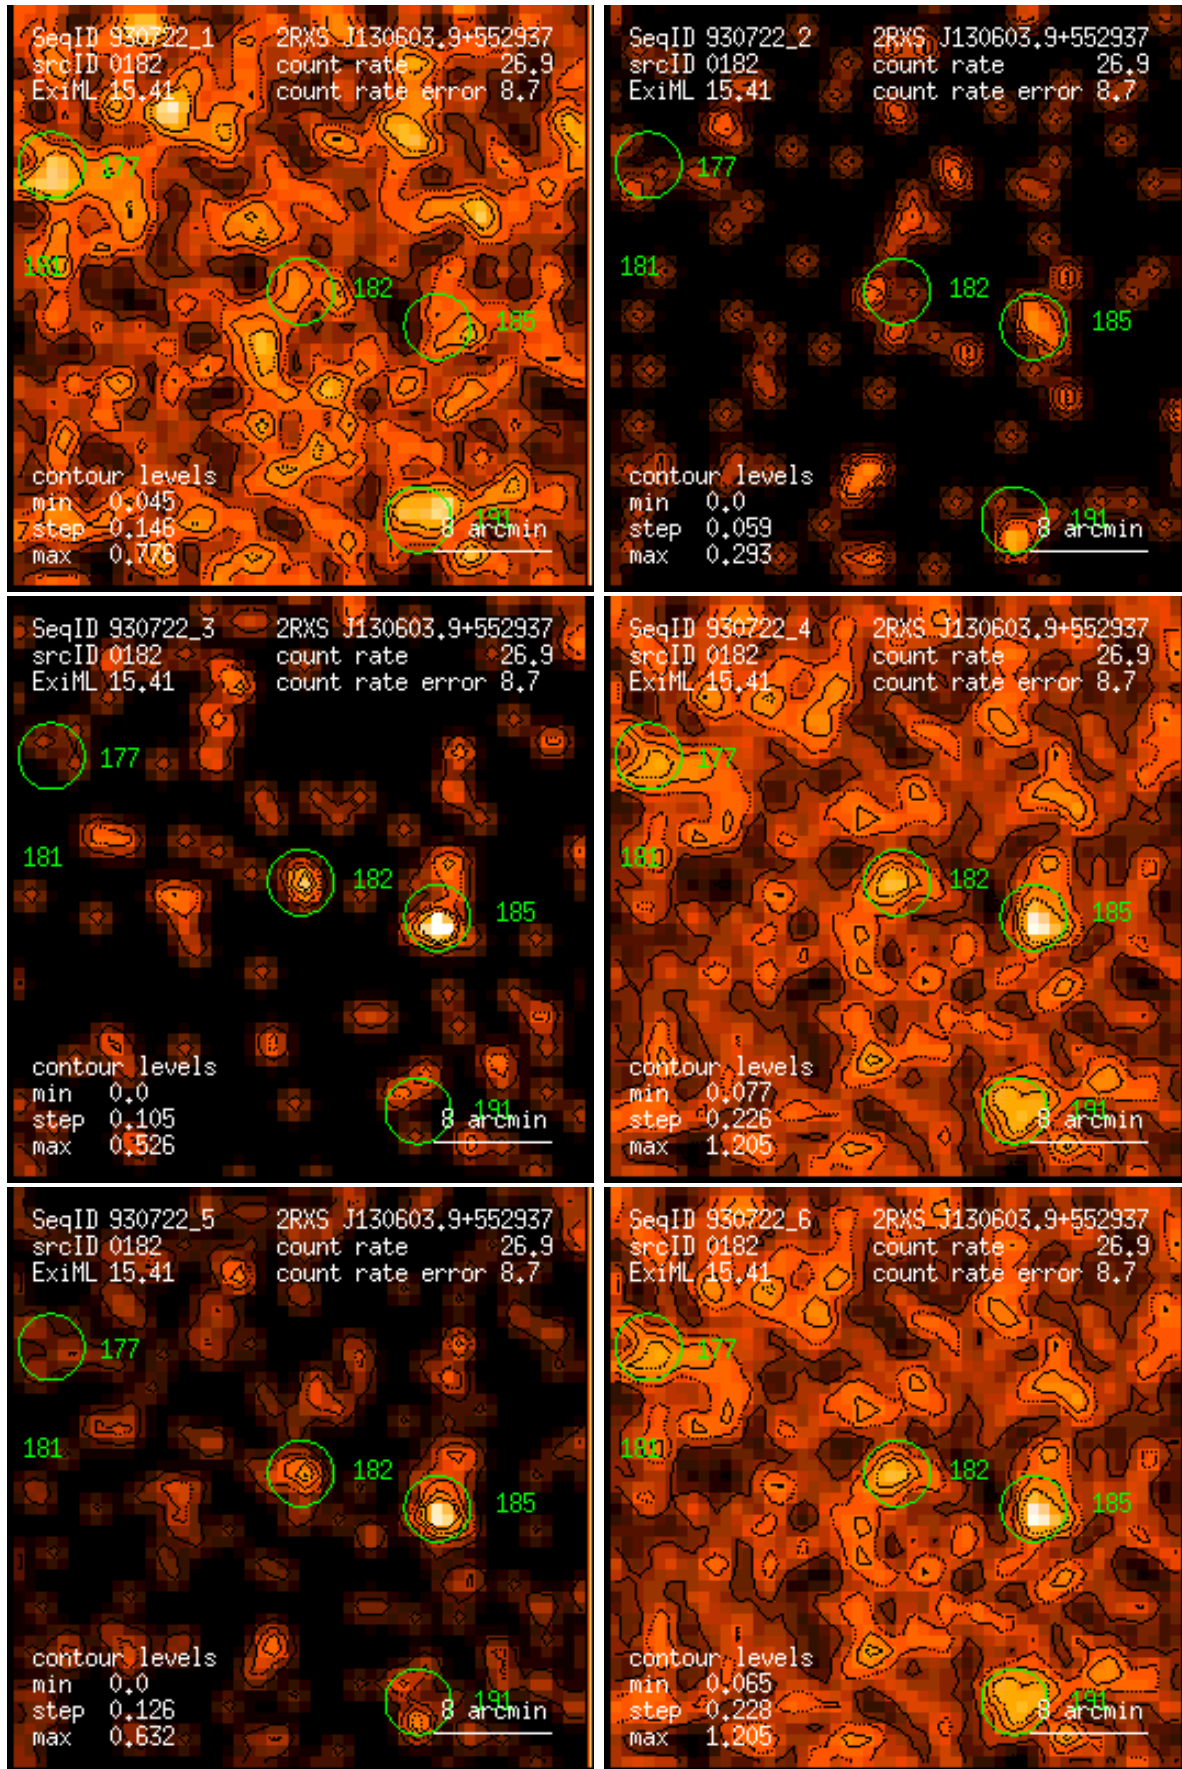 SeqID 930722_1 2RXS J130603.9+552937
srcID 0182 count rate 26.9
ExiML 15.41 count rate error 8.7
177
181
182
185
contour levels
min 0.045
step 0.146
max 0.776
191
8 arcmin
SeqID 930722_2 2RXS J130603.9+552937
srcID 0182 count rate 26.9
ExiML 15.41 count rate error 8.7
177
181
182
185
contour levels
min 0.0
step 0.059
max 0.293
191
8 arcmin
SeqID 930722_3 2RXS J130603.9+552937
srcID 0182 count rate 26.9
ExiML 15.41 count rate error 8.7
177
181
182
185
contour levels
min 0.0
step 0.105
max 0.526
191
8 arcmin
SeqID 930722_4 2RXS J130603.9+552937
srcID 0182 count rate 26.9
ExiML 15.41 count rate error 8.7
177
181
182
185
contour levels
min 0.077
step 0.226
max 1.205
191
8 arcmin
SeqID 930722_5 2RXS J130603.9+552937
srcID 0182 count rate 26.9
ExiML 15.41 count rate error 8.7
177
181
182
185
contour levels
min 0.0
step 0.126
max 0.632
191
8 arcmin
SeqID 930722_6 2RXS J130603.9+552937
srcID 0182 count rate 26.9
ExiML 15.41 count rate error 8.7
177
181
182
185
contour levels
min 0.065
step 0.228
max 1.205
191
8 arcmin